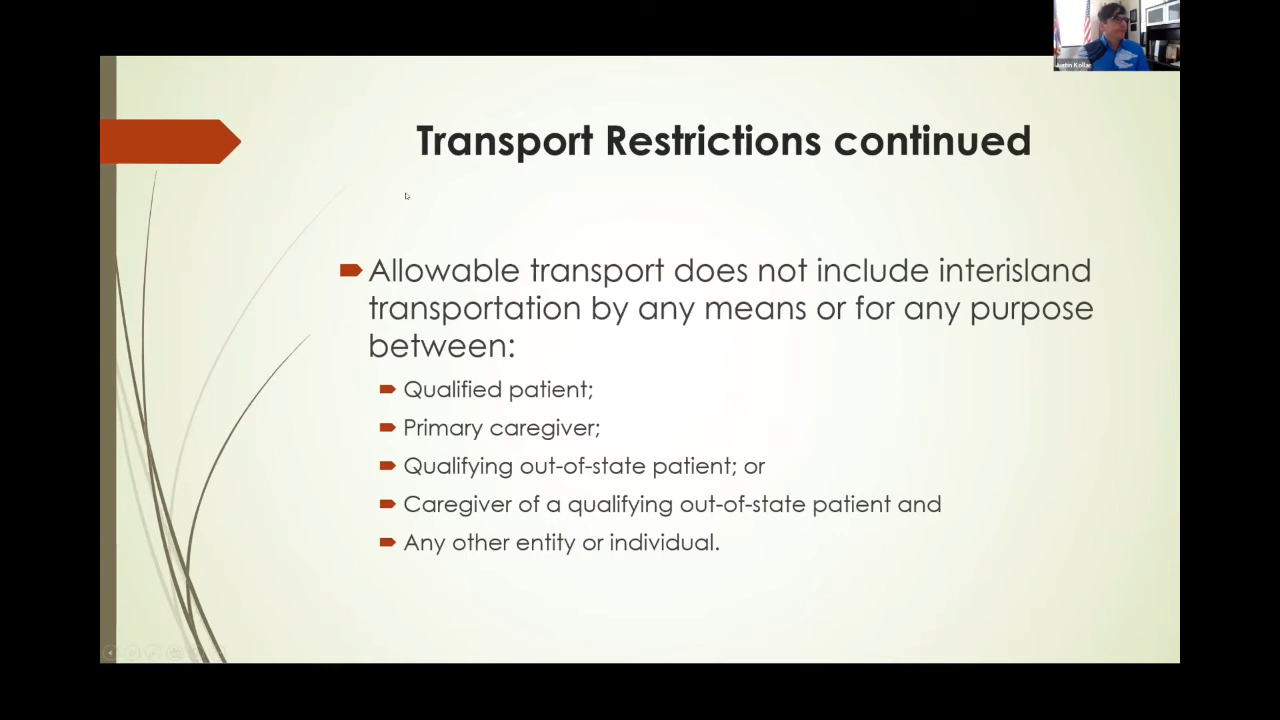 Justin Kollar
Transport Restrictions continued
Allowable transport does not include interisland
transportation by any means or for any purpose
between:
Qualified patient;
Primary caregiver;
Qualifying out-of-state patient; or
Caregiver of a qualifying out-of-state patient and
Any other entity or individual.